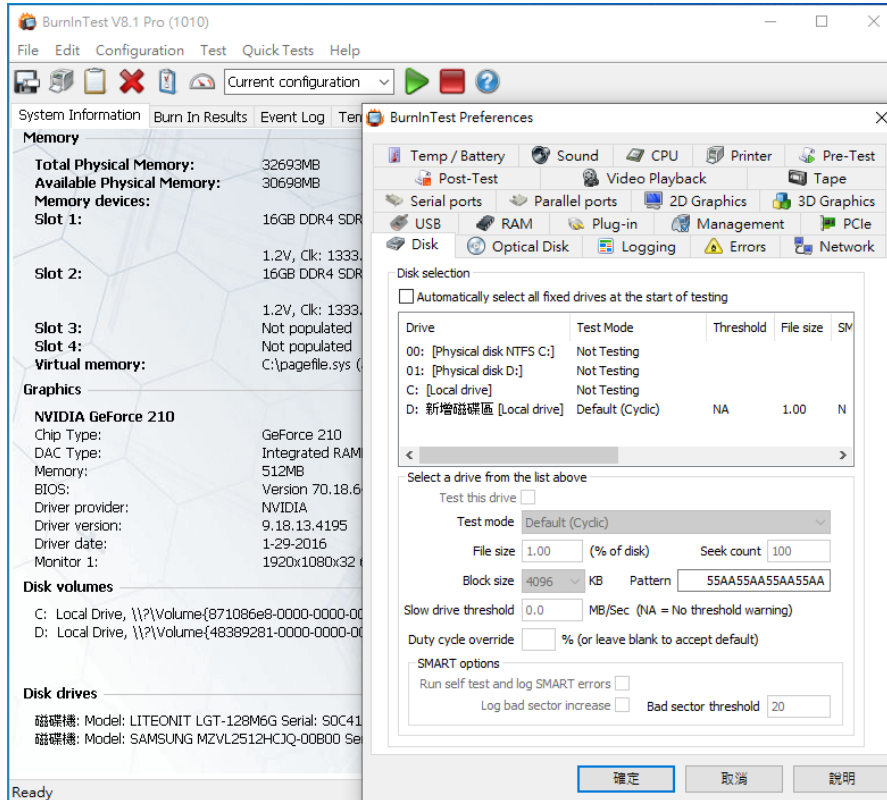 BurnInTest V8.1 Pro (1010)
File Edit Configuration Test Quick Tests Help
Current configuration
System Information Burn In Results Event Log
Memory
Total Physical Memory: 32693MB
Available Physical Memory: 30698MB
Memory devices:
Slot 1: 16GB DDR4 SDR
1.2V, Clk: 1333.
Slot 2: 16GB DDR4 SDR
1.2V, Clk: 1333.
Slot 3: Not populated
Slot 4: Not populated
Virtual memory: C:\pagefile.sys
Graphics
NVIDIA GeForce 210
Chip Type: GeForce 210
DAC Type: Integrated RAM
Memory: 512MB
BIOS: Version 70.18.6
Driver provider: NVIDIA
Driver version: 9.18.13.4195
Driver date: 1-29-2016
Monitor 1: 1920x1080x32
Disk volumes
C: Local Drive, \\?\Volume{871086e8-0000-0000-00
D: Local Drive, \\?\Volume{48389281-0000-0000-00
Disk drives
磁碟機: Model: LITEONIT LGT-128M6G Serial: S0C41
磁碟機: Model: SAMSUNG MZVL2512HCJQ-00B00 Se
Ready
BurnInTest Preferences
Temp / Battery Sound CPU Printer Pre-Test
Post-Test Video Playback Tape
Serial ports Parallel ports 2D Graphics 3D Graphics
USB RAM Plug-in Management PCIe
Disk Optical Disk Logging Errors Network
Disk selection
Automatically select all fixed drives at the start of testing
Drive Test Mode Threshold File size SM
00: [Physical disk NTFS C:] Not Testing
01: [Physical disk D:] Not Testing
C: [Local drive] Not Testing
D: 新增磁碟區 [Local drive] Default (Cyclic) NA 1.00 N
Select a drive from the list above
Test this drive
Test mode Default (Cyclic)
File size 1.00 (% of disk) Seek count 100
Block size 4096 KB Pattern 55AA55AA55AA55AA
Slow drive threshold 0.0 MB/Sec (NA = No threshold warning)
Duty cycle override % (or leave blank to accept default)
SMART options
Run self test and log SMART errors
Log bad sector increase Bad sector threshold 20
確定 取消 說明